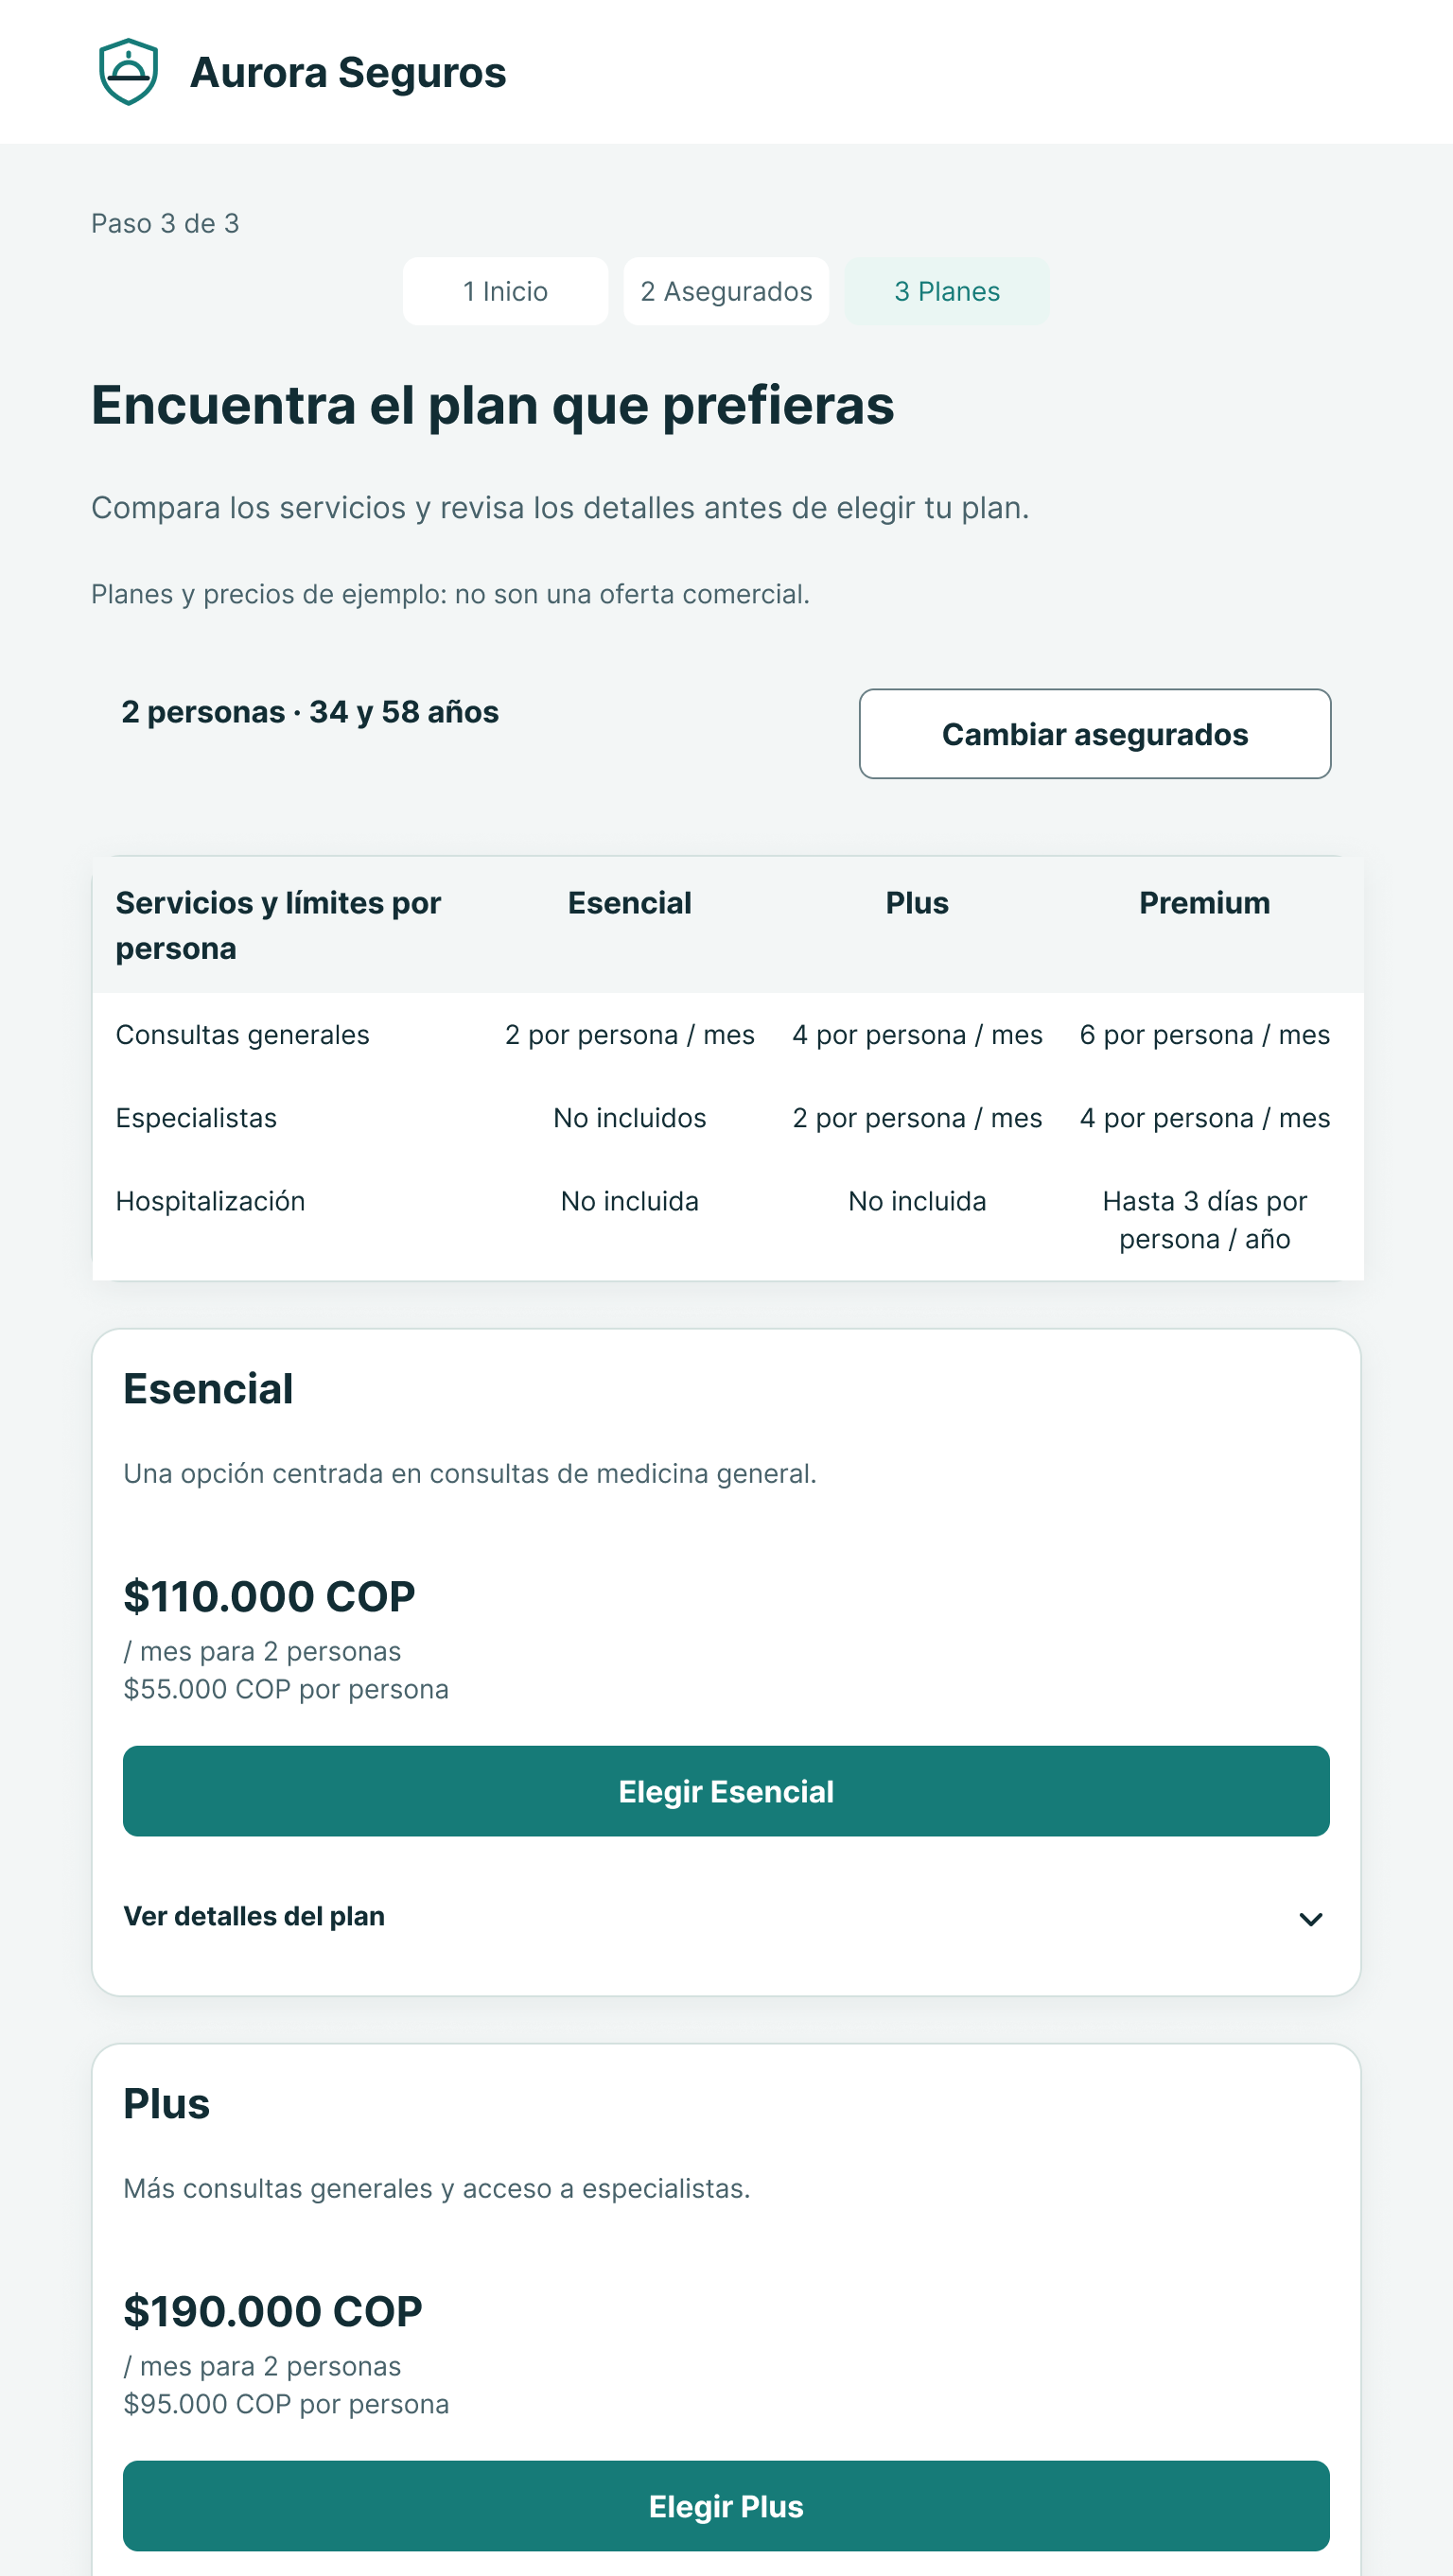 Aurora Seguros
Paso 3 de 3
1 Inicio
2 Asegurados
3 Planes
Encuentra el plan que prefieras
Compara los servicios y revisa los detalles antes de elegir tu plan.
Planes y precios de ejemplo: no son una oferta comercial.
2 personas · 34 y 58 años
Cambiar asegurados
Servicios y límites por
persona
Esencial
Plus
Premium
Consultas generales
2 por persona / mes
4 por persona / mes
6 por persona / mes
Especialistas
No incluidos
2 por persona / mes
4 por persona / mes
Hospitalización
No incluida
No incluida
Hasta 3 días por
persona / año
Esencial
Una opción centrada en consultas de medicina general.
$110.000 COP
/ mes para 2 personas
$55.000 COP por persona
Elegir Esencial
Ver detalles del plan
Plus
Más consultas generales y acceso a especialistas.
$190.000 COP
/ mes para 2 personas
$95.000 COP por persona
Elegir Plus